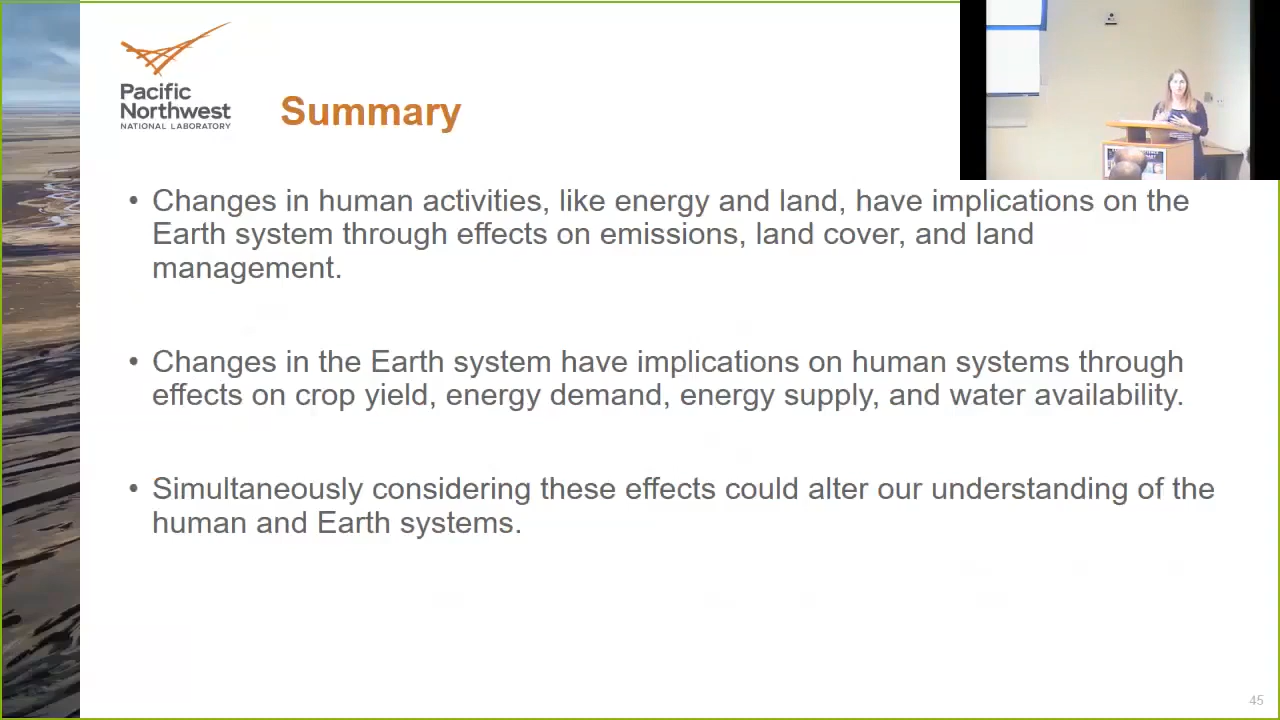 Pacific
Northwest
NATIONAL LABORATORY
Summary
• Changes in human activities, like energy and land, have implications on the
Earth system through effects on emissions, land cover, and land
management.
• Changes in the Earth system have implications on human systems through
effects on crop yield, energy demand, energy supply, and water availability.
• Simultaneously considering these effects could alter our understanding of the
human and Earth systems.
45